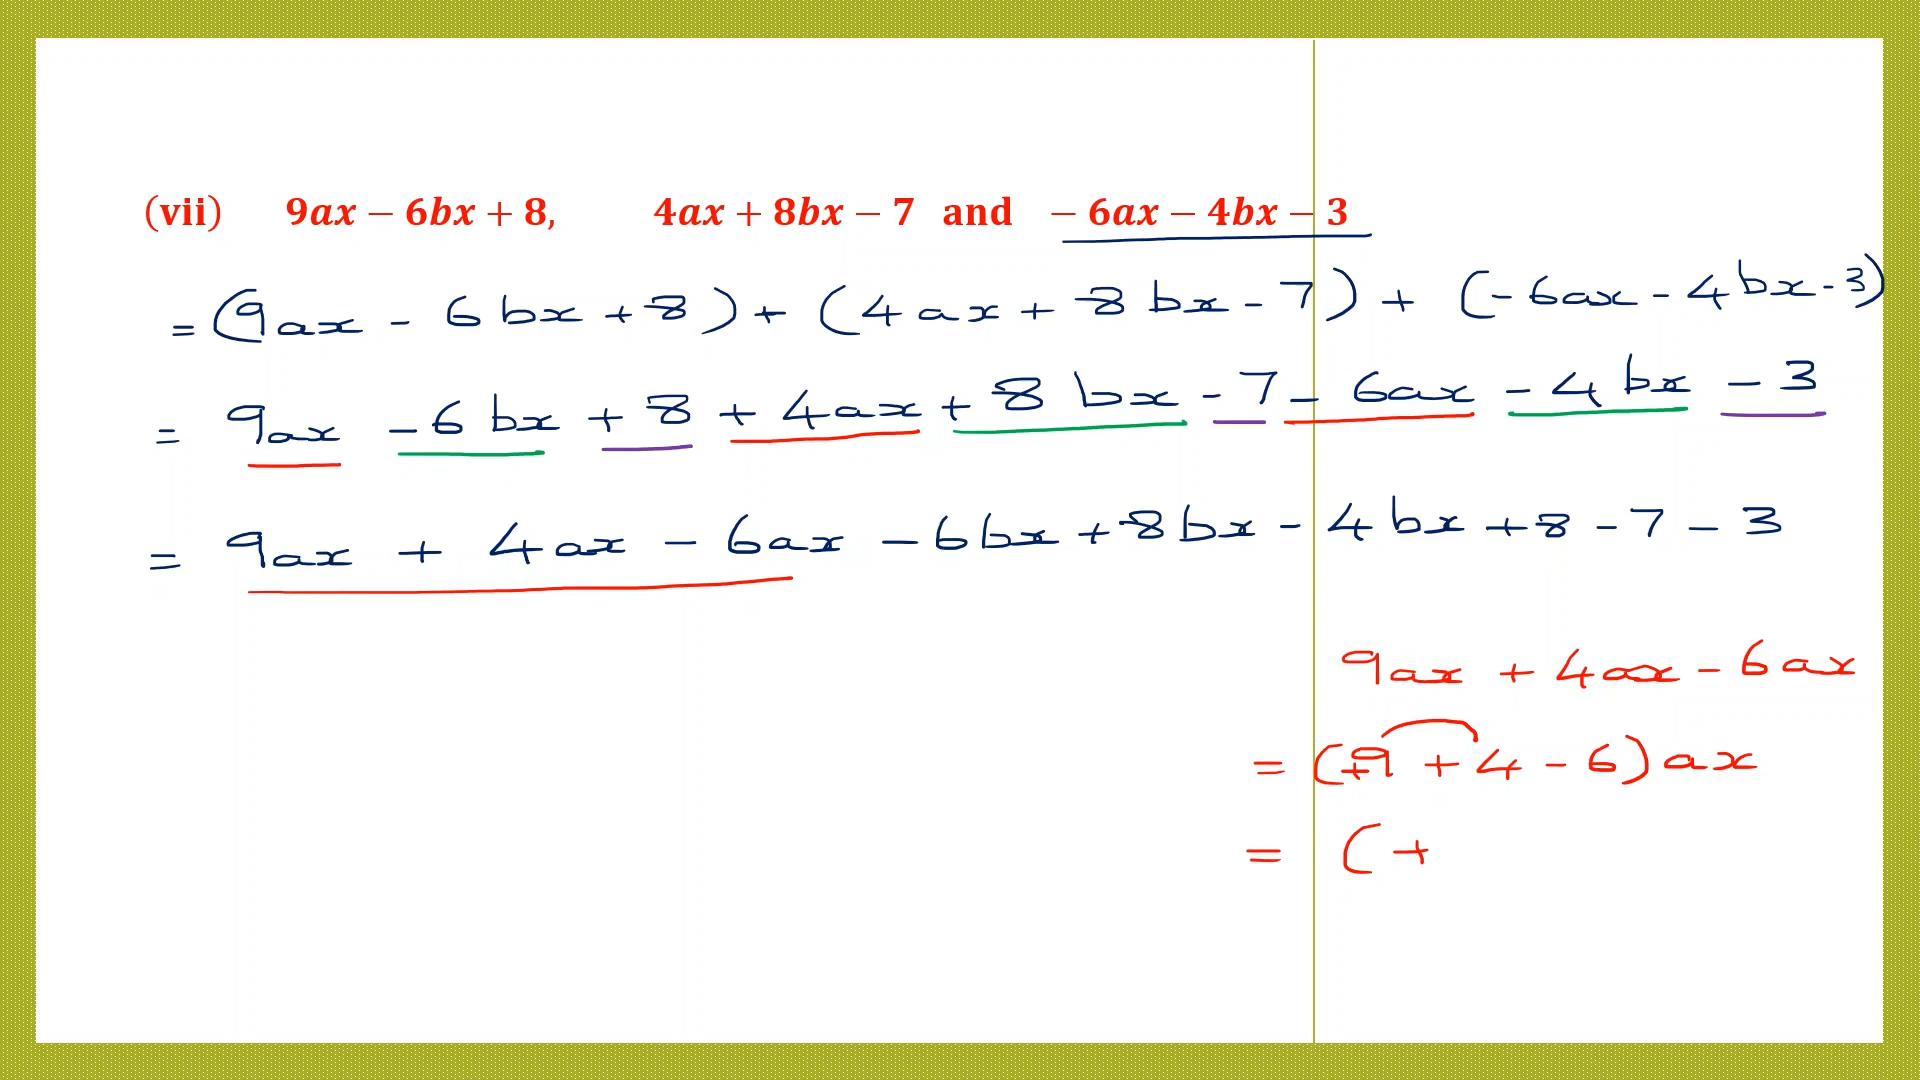 (vii) 9ax − 6bx + 8, 4ax + 8bx − 7 and − 6ax − 4bx − 3
= (9ax - 6bx + 8) + (4ax + 8bx - 7) + (-6ax - 4bx - 3)
= 9ax - 6bx + 8 + 4ax + 8bx - 7 - 6ax - 4bx - 3
= 9ax + 4ax - 6ax - 6bx + 8bx - 4bx + 8 - 7 - 3
9ax + 4ax - 6ax
= (+9 + 4 - 6)ax
= ( +